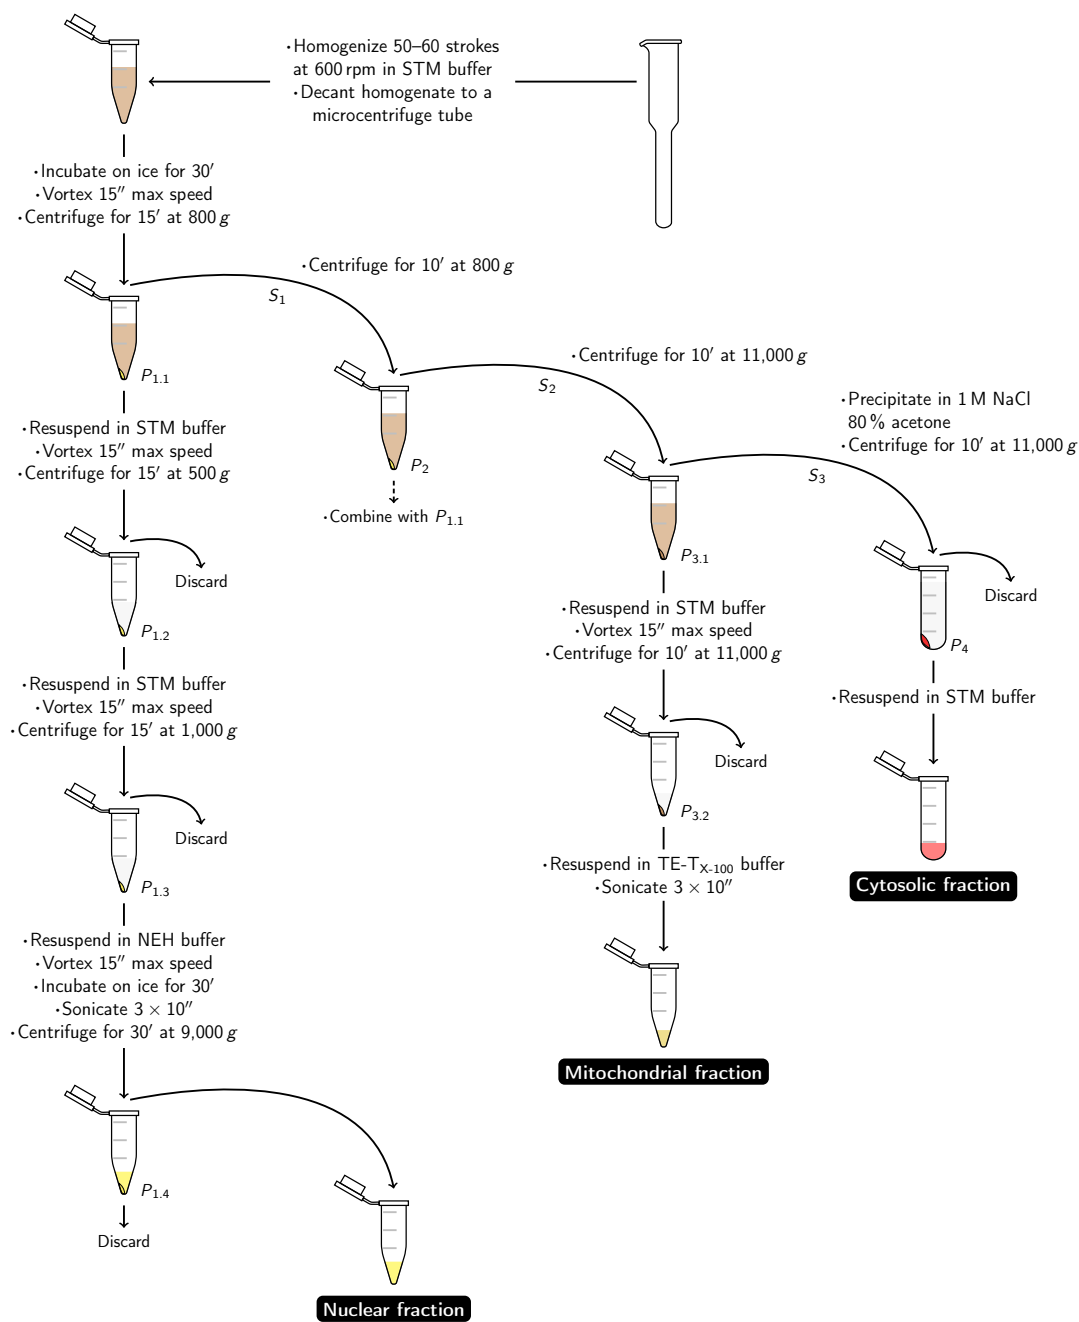 ·Homogenize 50–60 strokes
at 600 rpm in STM buffer
·Decant homogenate to a
microcentrifuge tube
·Incubate on ice for 30′
·Vortex 15″ max speed
·Centrifuge for 15′ at 800 g
·Centrifuge for 10′ at 800 g
S1
P1.1
·Centrifuge for 10′ at 11,000 g
S2
·Resuspend in STM buffer
·Vortex 15″ max speed
·Centrifuge for 15′ at 500 g
P2
·Combine with P1.1
·Precipitate in 1 M NaCl
80 % acetone
·Centrifuge for 10′ at 11,000 g
S3
P3.1
Discard
P1.2
·Resuspend in STM buffer
·Vortex 15″ max speed
·Centrifuge for 10′ at 11,000 g
Discard
P4
·Resuspend in STM buffer
·Vortex 15″ max speed
·Centrifuge for 15′ at 1,000 g
·Resuspend in STM buffer
Discard
P3.2
Discard
P1.3
·Resuspend in TE-TX-100 buffer
·Sonicate 3 × 10″
Cytosolic fraction
·Resuspend in NEH buffer
·Vortex 15″ max speed
·Incubate on ice for 30′
·Sonicate 3 × 10″
·Centrifuge for 30′ at 9,000 g
Mitochondrial fraction
P1.4
Discard
Nuclear fraction